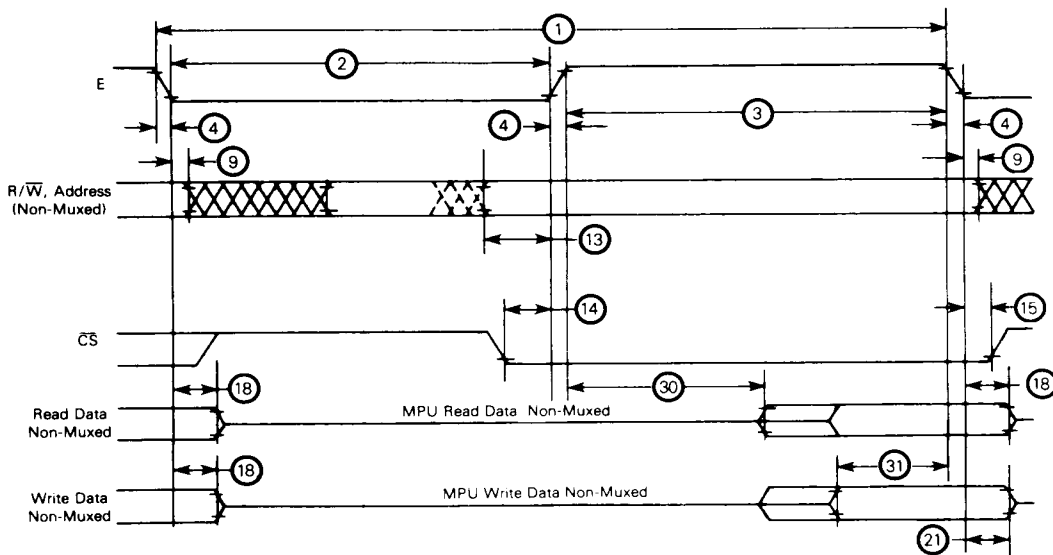 1
2
E
3
4
4
4
9
9
R/W̅, Address
(Non-Muxed)
13
14
15
C̅S̅
30
18
18
Read Data
Non-Muxed
MPU Read Data Non-Muxed
18
31
Write Data
Non-Muxed
MPU Write Data Non-Muxed
21